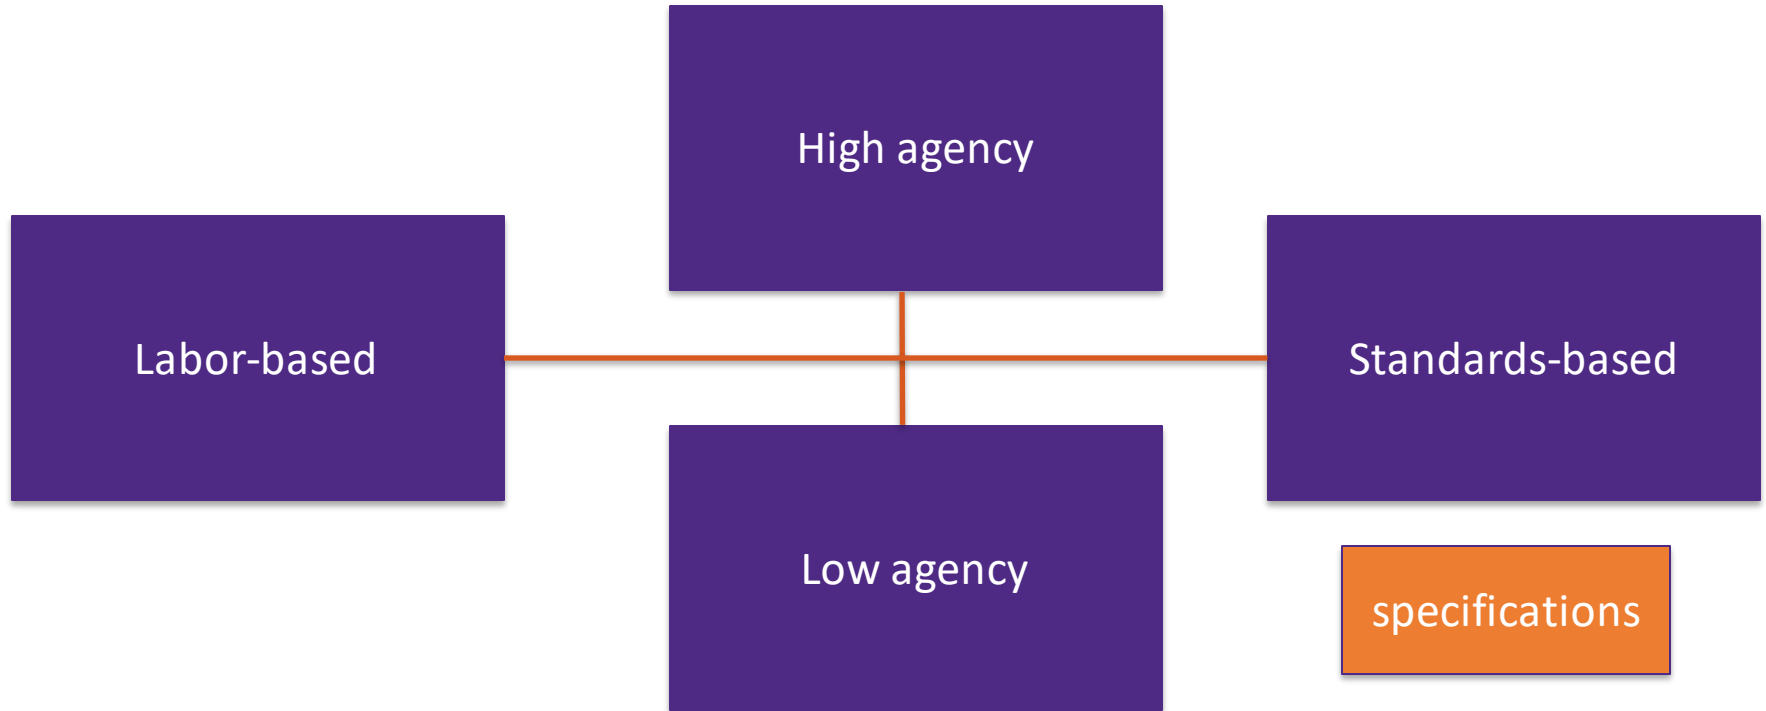 High agency
Labor-based
Standards-based
Low agency
specifications